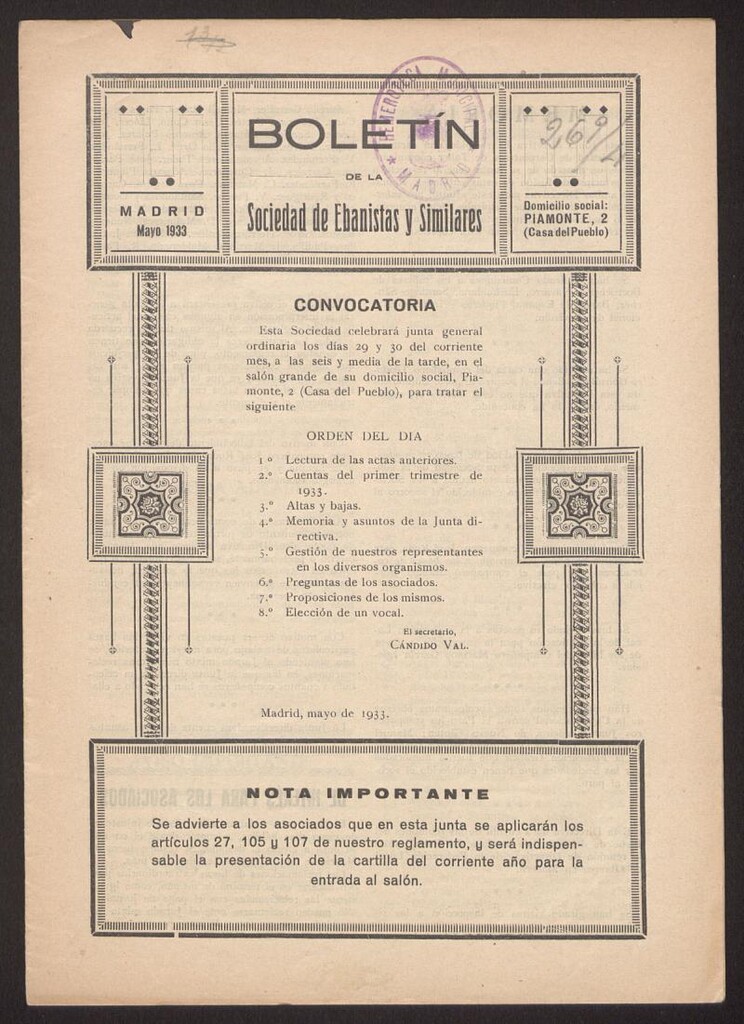 BOLETÍN
DE LA
Sociedad de Ebanistas y Similares
MADRID
Mayo 1933
Domicilio social:
PIAMONTE, 2
(Casa del Pueblo)
HEMEROTECA MUNICIPAL
* MADRID
269/4
CONVOCATORIA
Esta Sociedad celebrará junta general
ordinaria los días 29 y 30 del corriente
mes, a las seis y media de la tarde, en el
salón grande de su domicilio social, Pia-
monte, 2 (Casa del Pueblo), para tratar el
siguiente
ORDEN DEL DIA
1º Lectura de las actas anteriores.
2.º Cuentas del primer trimestre de
1933.
3.º Altas y bajas.
4.º Memoria y asuntos de la Junta di-
rectiva.
5.º Gestión de nuestros representantes
en los diversos organismos.
6.º Preguntas de los asociados.
7.º Proposiciones de los mismos.
8.º Elección de un vocal.
El secretario,
CÁNDIDO VAL.
Madrid, mayo de 1933.
NOTA IMPORTANTE
Se advierte a los asociados que en esta junta se aplicarán los
artículos 27, 105 y 107 de nuestro reglamento, y será indispen-
sable la presentación de la cartilla del corriente año para la
entrada al salón.